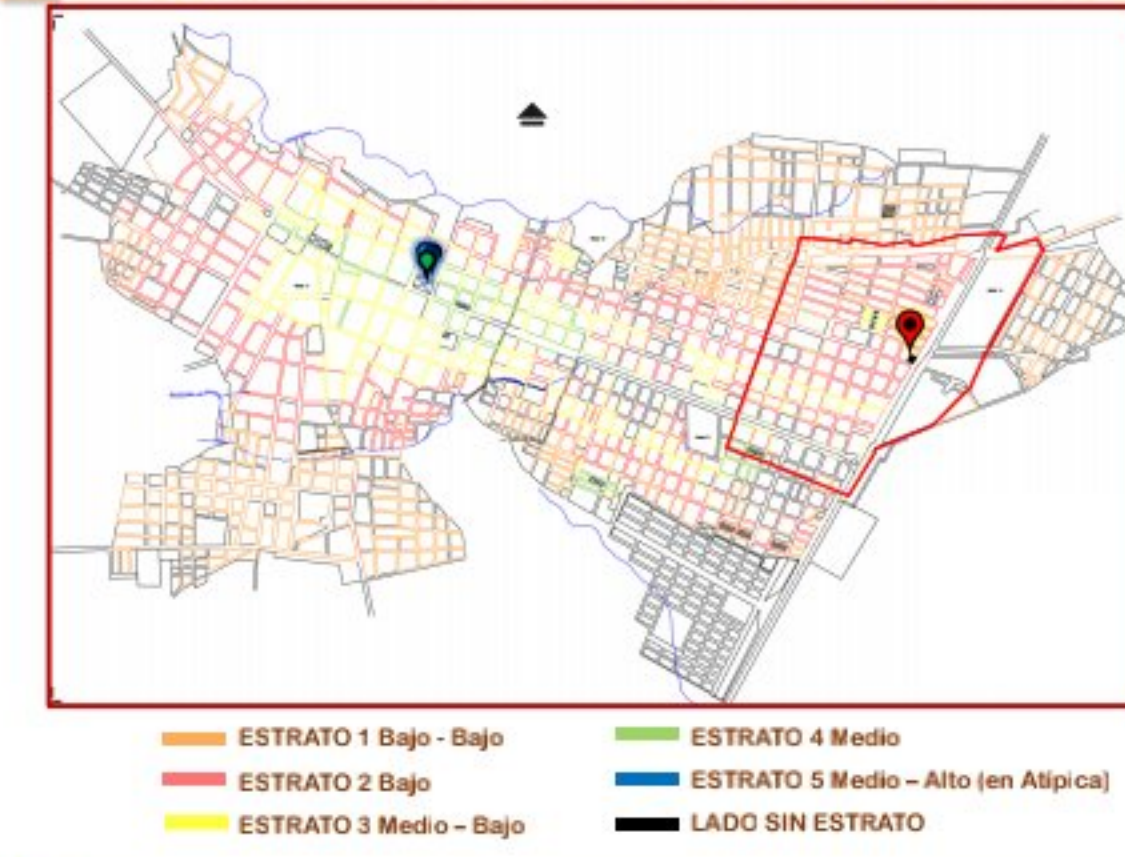 ESTRATO 1 Bajo - Bajo
ESTRATO 2 Bajo
ESTRATO 3 Medio – Bajo
ESTRATO 4 Medio
ESTRATO 5 Medio – Alto (en Atípica)
LADO SIN ESTRATO